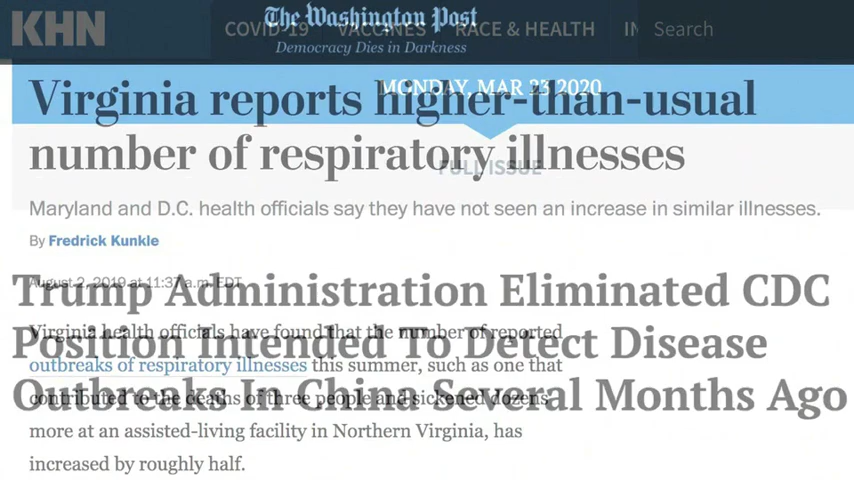 KHN
The Washington Post
COVID-19 VACCINES RACE & HEALTH IN Search
Democracy Dies in Darkness
MONDAY, MAR 23 2020
Virginia reports higher-than-usual
number of respiratory illnesses
FULL ISSUE
Maryland and D.C. health officials say they have not seen an increase in similar illnesses.
By Fredrick Kunkle
August 2, 2019 at 11:37 a.m. EDT
Trump Administration Eliminated CDC
Position Intended To Detect Disease
Outbreaks In China Several Months Ago
Virginia health officials have found that the number of reported
outbreaks of respiratory illnesses this summer, such as one that
contributed to the deaths of three people and sickened dozens
more at an assisted-living facility in Northern Virginia, has
increased by roughly half.